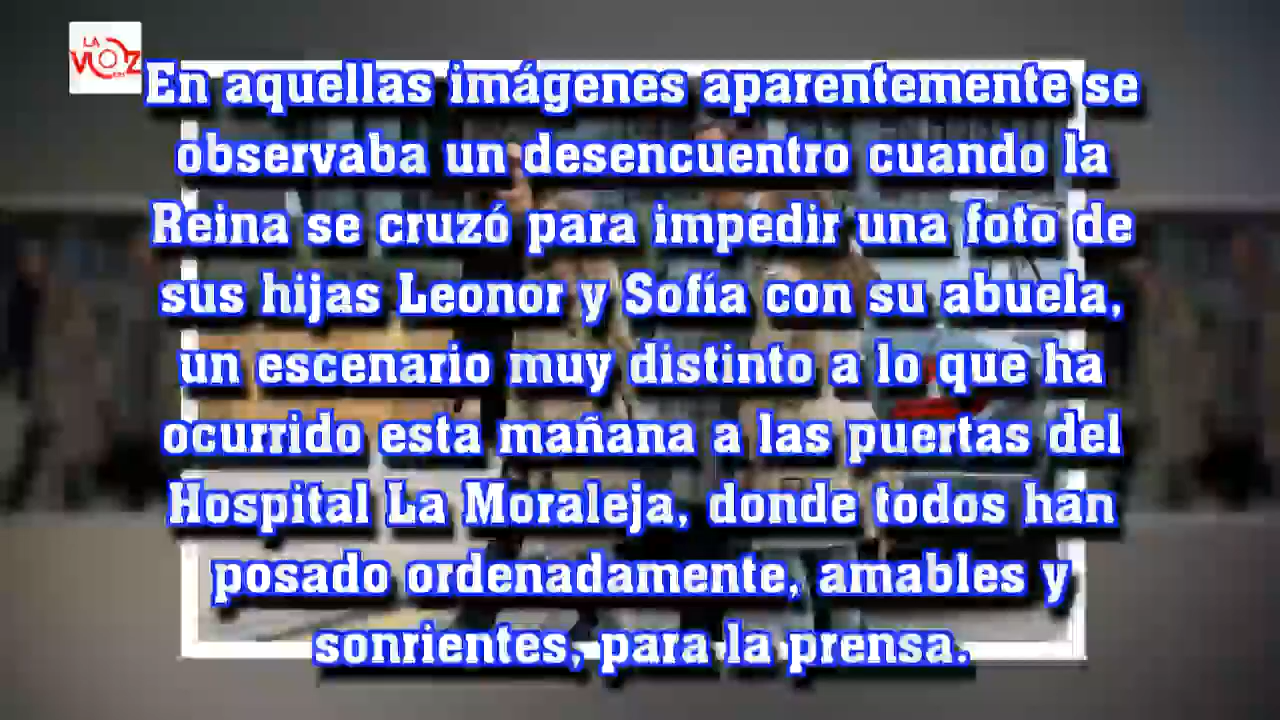 LA
VOZ
En aquellas imágenes aparentemente se
observaba un desencuentro cuando la
Reina se cruzó para impedir una foto de
sus hijas Leonor y Sofía con su abuela,
un escenario muy distinto a lo que ha
ocurrido esta mañana a las puertas del
Hospital La Moraleja, donde todos han
posado ordenadamente, amables y
sonrientes, para la prensa.